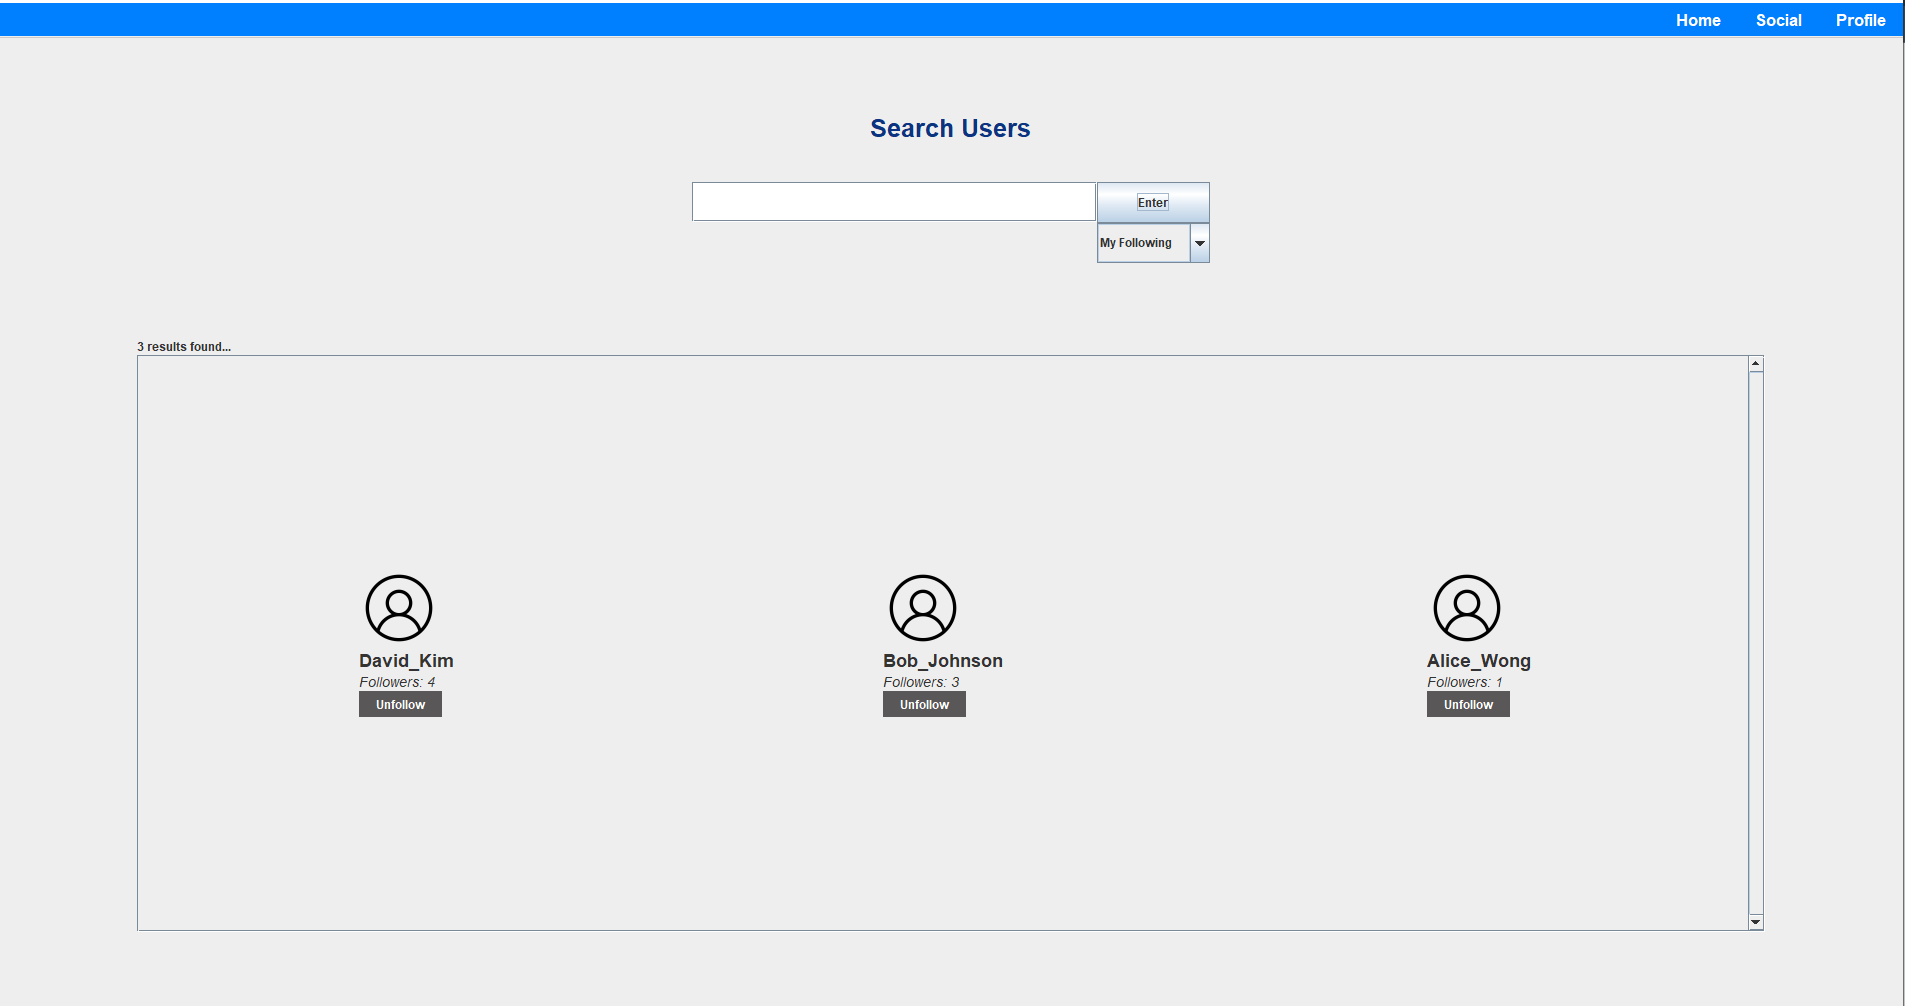 Home Social Profile
Search Users
Enter
My Following
3 results found...
David_Kim Bob_Johnson Alice_Wong
Followers: 4 Followers: 3 Followers: 1
Unfollow Unfollow Unfollow